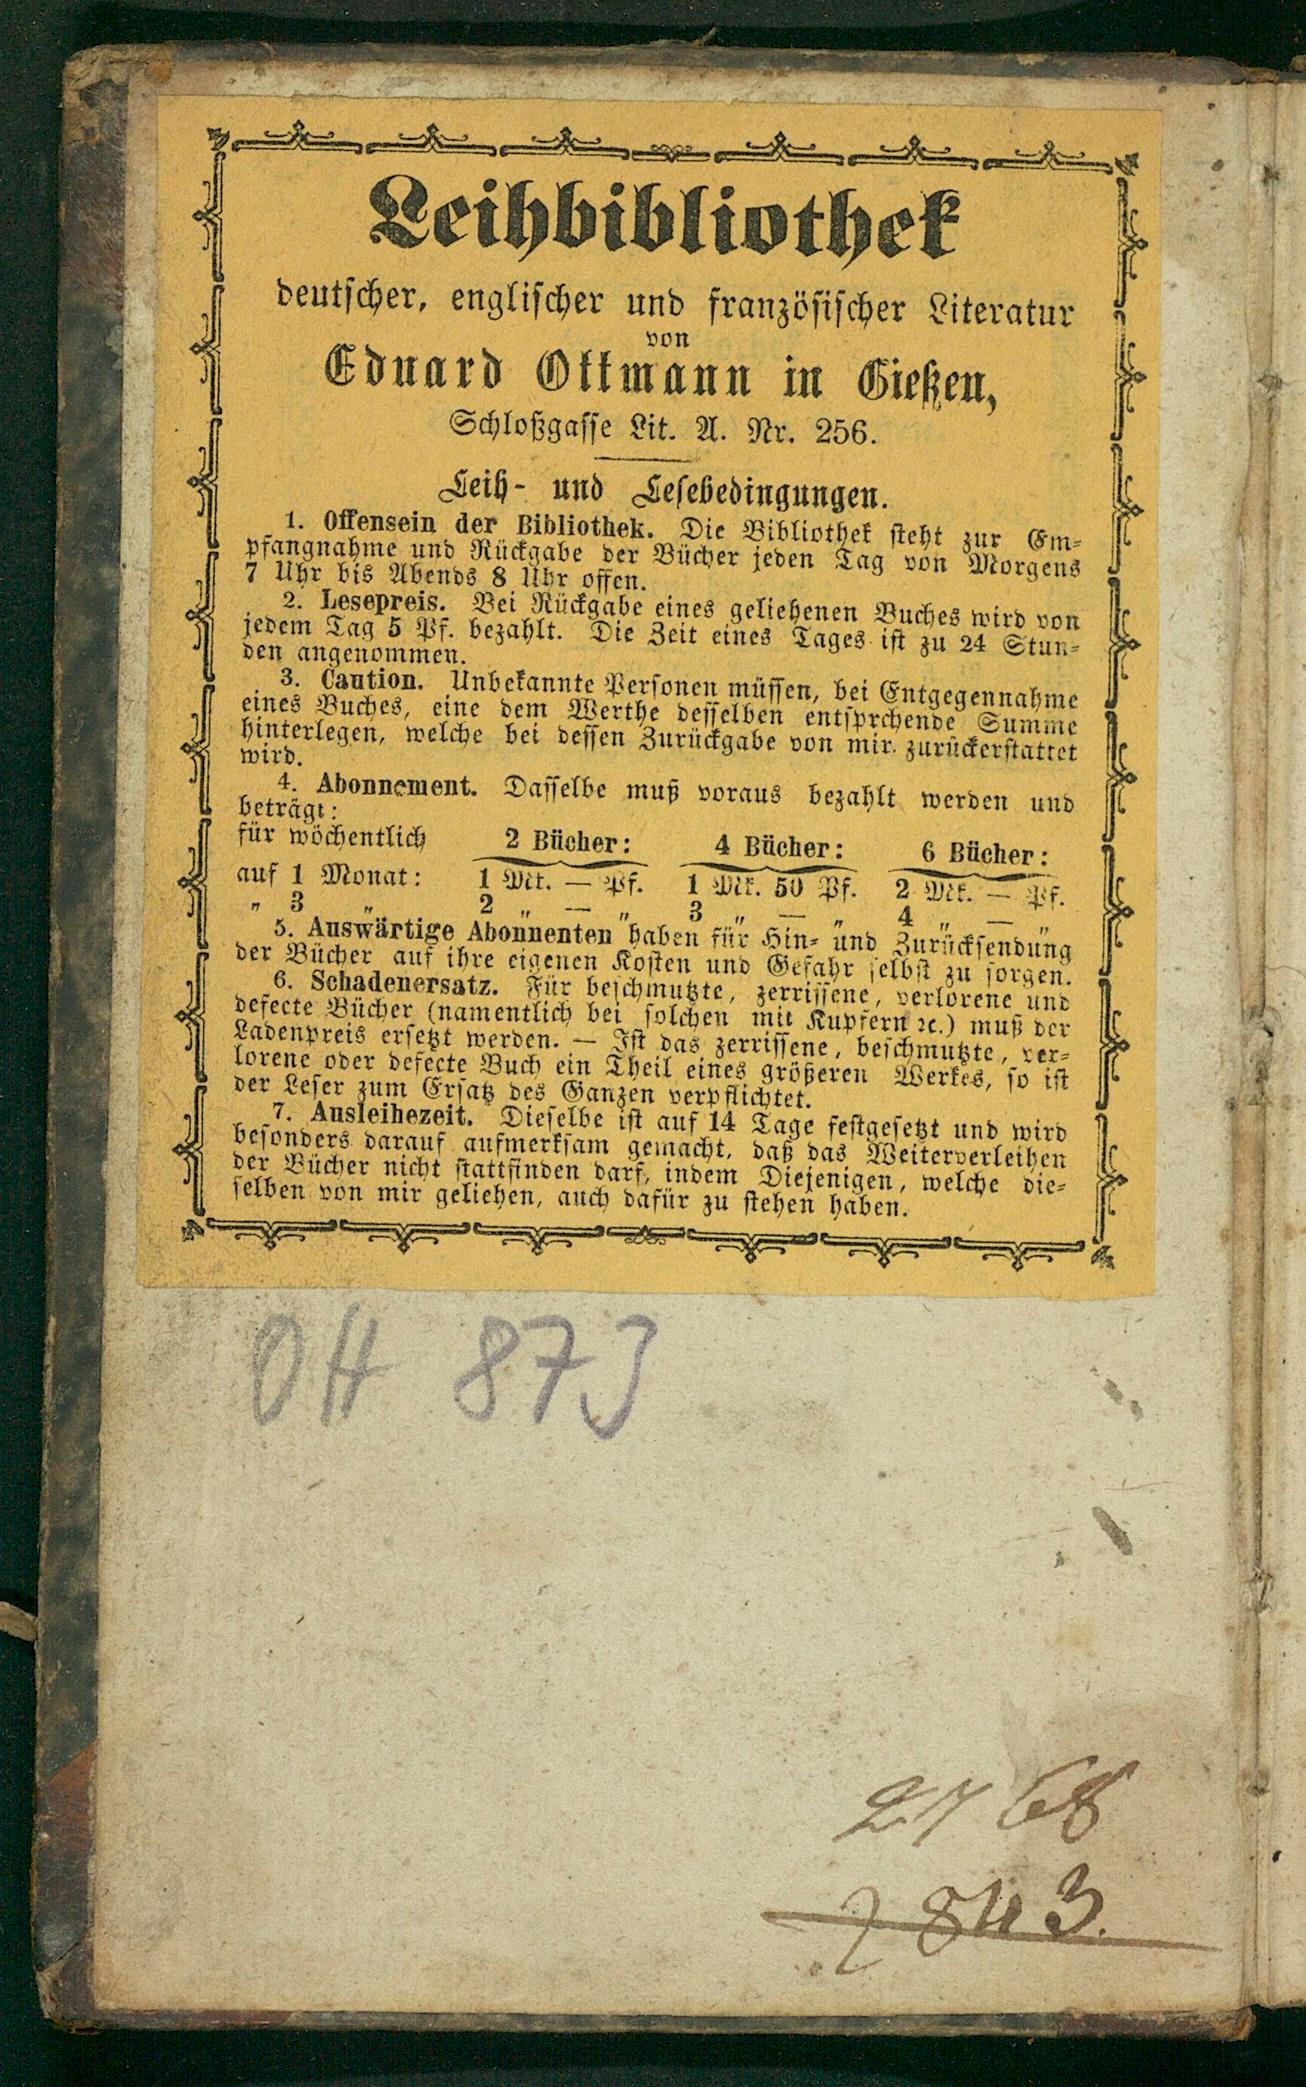 Leihbibliothek
deutscher, englischer und französischer Literatur
von
Eduard Ottmann in Gießen,
Schloßgasse Lit. A. Nr. 256.
Leih- und Lesebedingungen.
1. Offensein der Bibliothek. Die Bibliothek steht zur Em-
pfangnahme und Rückgabe der Bücher jeden Tag von Morgens
7 Uhr bis Abends 8 Uhr offen.
2. Lesepreis. Bei Rückgabe eines geliehenen Buches wird von
jedem Tag 5 Pf. bezahlt. Die Zeit eines Tages ist zu 24 Stun-
den angenommen.
3. Caution. Unbekannte Personen müssen, bei Entgegennahme
eines Buches, eine dem Werthe desselben entsprchende Summe
hinterlegen, welche bei dessen Zurückgabe von mir zurückerstattet
wird.
4. Abonnement. Dasselbe muß voraus bezahlt werden und
beträgt:
für wöchentlich 2 Bücher: 4 Bücher: 6 Bücher:
auf 1 Monat: 1 Mk. — Pf. 1 Mk. 50 Pf. 2 Mk. — Pf.
„ 3 „ 2 „ — „ 3 „ — „ 4 „ — „
5. Auswärtige Abonnenten haben für Hin- und Zurücksendung
der Bücher auf ihre eigenen Kosten und Gefahr selbst zu sorgen.
6. Schadenersatz. Für beschmutzte, zerrissene, verlorene und
defecte Bücher (namentlich bei solchen mit Kupfern ꝛc.) muß der
Ladenpreis ersetzt werden. — Ist das zerrissene, beschmutzte, ver-
lorene oder defecte Buch ein Theil eines größeren Werkes, so ist
der Leser zum Ersatz des Ganzen verpflichtet.
7. Ausleihezeit. Dieselbe ist auf 14 Tage festgesetzt und wird
besonders darauf aufmerksam gemacht, daß das Weiterverleihen
der Bücher nicht stattfinden darf, indem Diejenigen, welche die-
selben von mir geliehen, auch dafür zu stehen haben.
OH 873
2768
2843.